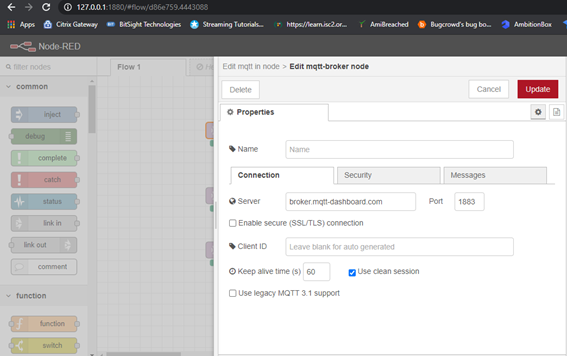 127.0.0.1:1880/#flow/d86e759.4443088
Apps Citrix Gateway BitSight Technologies Streaming Tutorials... https://learn.isc2.or... AmiBreached Bugcrowd's bug bo... AmbitionBox
Node-RED
filter nodes
Flow 1
Edit mqtt in node > Edit mqtt-broker node
Delete
Cancel
Update
common
Properties
inject
debug
Name
Name
complete
catch
Connection
Security
Messages
status
Server
broker.mqtt-dashboard.com
Port
1883
link in
Enable secure (SSL/TLS) connection
link out
Client ID
Leave blank for auto generated
comment
Keep alive time (s)
60
Use clean session
function
Use legacy MQTT 3.1 support
function
switch